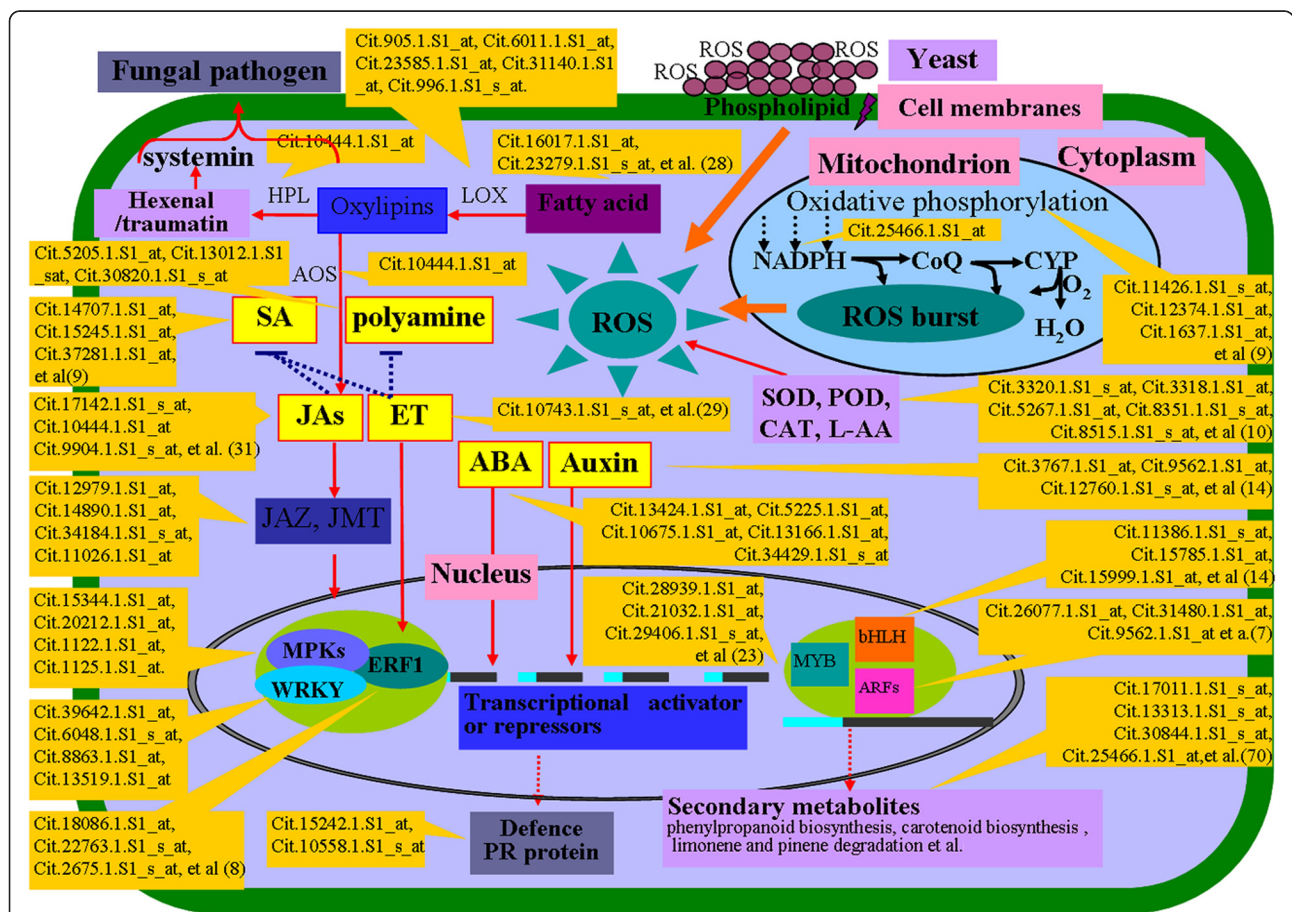 Fungal pathogen
Cit.905.1.S1_at, Cit.6011.1.S1_at,
Cit.23585.1.S1_at, Cit.31140.1.S1
_at, Cit.996.1.S1_s_at.
ROS
ROS
ROS
Yeast
Phospholipid
Cell membranes
systemin
Cit.10444.1.S1_at
Cit.16017.1.S1_at,
Cit.23279.1.S1_s_at, et al. (28)
Mitochondrion
Cytoplasm
Hexenal
/traumatin
HPL
Oxylipins
LOX
Fatty acid
Oxidative phosphorylation
Cit.25466.1.S1_at
NADPH
CoQ
CYP
O2
H2O
ROS burst
Cit.5205.1.S1_at, Cit.13012.1.S1
_sat, Cit.30820.1.S1_s_at
AOS
Cit.10444.1.S1_at
Cit.11426.1.S1_s_at,
Cit.12374.1.S1_at,
Cit.1637.1.S1_at,
et al (9)
Cit.14707.1.S1_at,
Cit.15245.1.S1_at,
Cit.37281.1.S1_at,
et al(9)
SA
polyamine
ROS
SOD, POD,
CAT, L-AA
Cit.3320.1.S1_s_at, Cit.3318.1.S1_at,
Cit.5267.1.S1_at, Cit.8351.1.S1_s_at,
Cit.8515.1.S1_s_at, et al (10)
Cit.17142.1.S1_s_at,
Cit.10444.1.S1_at
Cit.9904.1.S1_s_at, et al. (31)
JAs
ET
Cit.10743.1.S1_s_at, et al.(29)
ABA
Auxin
Cit.3767.1.S1_at, Cit.9562.1.S1_at,
Cit.12760.1.S1_s_at, et al (14)
Cit.12979.1.S1_at,
Cit.14890.1.S1_at,
Cit.34184.1.S1_s_at,
Cit.11026.1.S1_at
JAZ, JMT
Cit.13424.1.S1_at, Cit.5225.1.S1_at,
Cit.10675.1.S1_at, Cit.13166.1.S1_at,
Cit.34429.1.S1_s_at
Nucleus
Cit.11386.1.S1_s_at,
Cit.15785.1.S1_at,
Cit.15999.1.S1_at, et al (14)
Cit.15344.1.S1_at,
Cit.20212.1.S1_at,
Cit.1122.1.S1_at,
Cit.1125.1.S1_at.
MPKs
ERF1
WRKY
Cit.28939.1.S1_at,
Cit.21032.1.S1_at,
Cit.29406.1.S1_s_at,
et al (23)
MYB
bHLH
ARFs
Cit.26077.1.S1_at, Cit.31480.1.S1_at,
Cit.9562.1.S1_at et a.(7)
Transcriptional activator
or repressors
Cit.39642.1.S1_at,
Cit.6048.1.S1_s_at,
Cit.8863.1.S1_at,
Cit.13519.1.S1_at
Cit.17011.1.S1_s_at,
Cit.13313.1.S1_s_at,
Cit.30844.1.S1_s_at,
Cit.25466.1.S1_at,et al.(70)
Cit.18086.1.S1_at,
Cit.22763.1.S1_s_at,
Cit.2675.1.S1_s_at, et al (8)
Cit.15242.1.S1_at,
Cit.10558.1.S1_s_at
Defence
PR protein
Secondary metabolites
phenylpropanoid biosynthesis, carotenoid biosynthesis ,
limonene and pinene degradation et al.